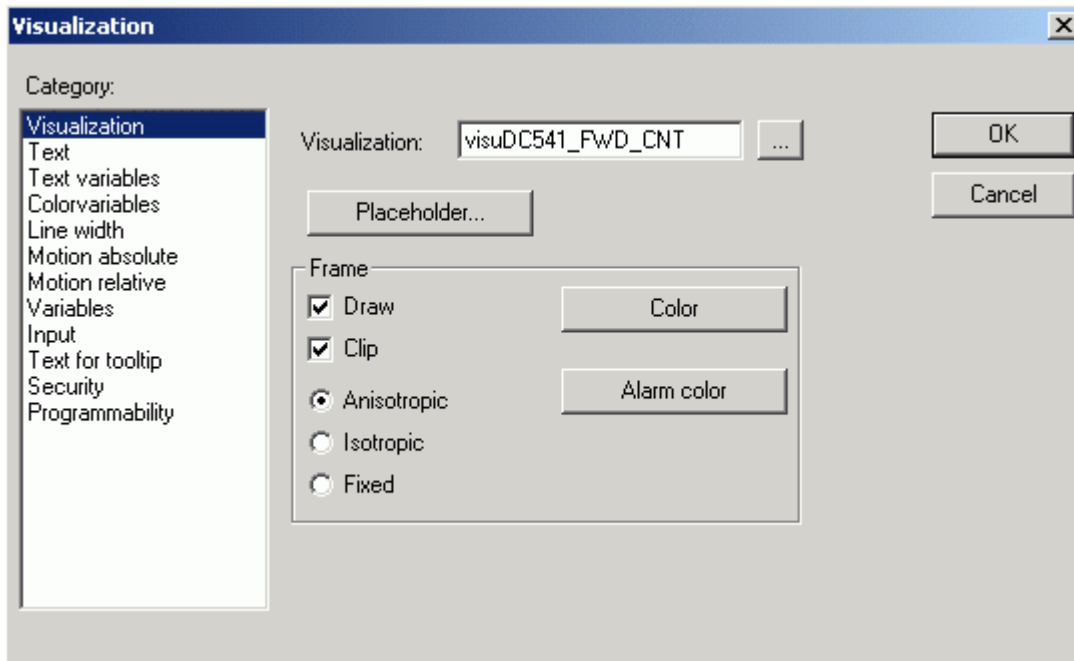 Visualization
Category:
Visualization
Text
Text variables
Colorvariables
Line width
Motion absolute
Motion relative
Variables
Input
Text for tooltip
Security
Programmability
Visualization:
visuDC541_FWD_CNT
...
Placeholder...
Frame
Draw
Clip
Anisotropic
Isotropic
Fixed
Color
Alarm color
OK
Cancel